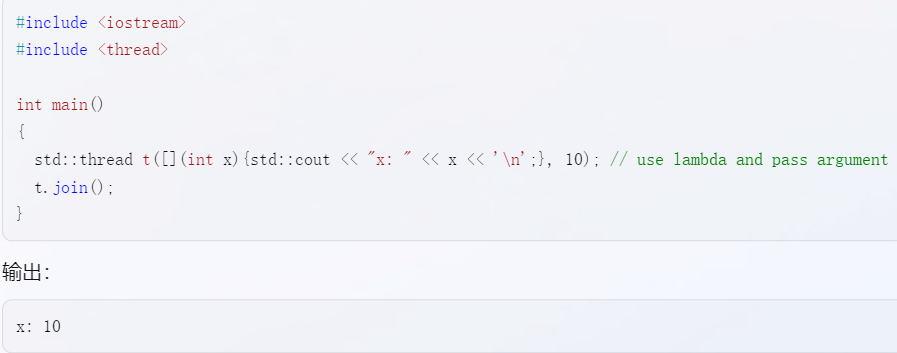 #include <iostream>
#include <thread>
int main()
{
std::thread t([](int x){std::cout << "x: " << x << '\n';}, 10); // use lambda and pass argument
t.join();
}
输出：
x: 10